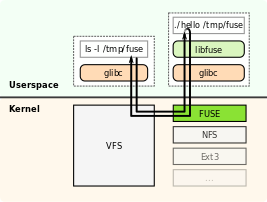 ./hello /tmp/fuse
ls -l /tmp/fuse
libfuse
glibc
glibc
Userspace
Kernel
FUSE
VFS
NFS
Ext3
...